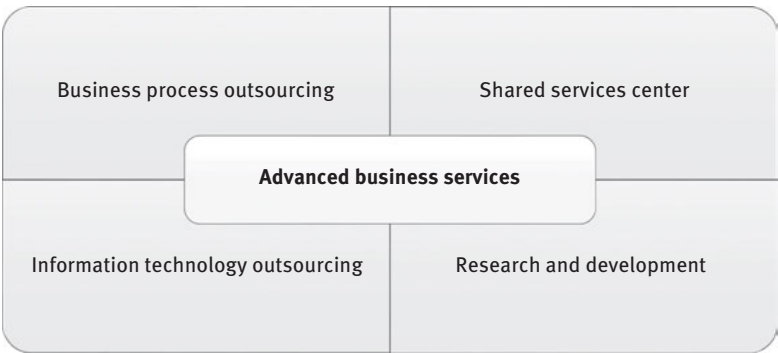 Business process outsourcing
Shared services center
Advanced business services
Information technology outsourcing
Research and development